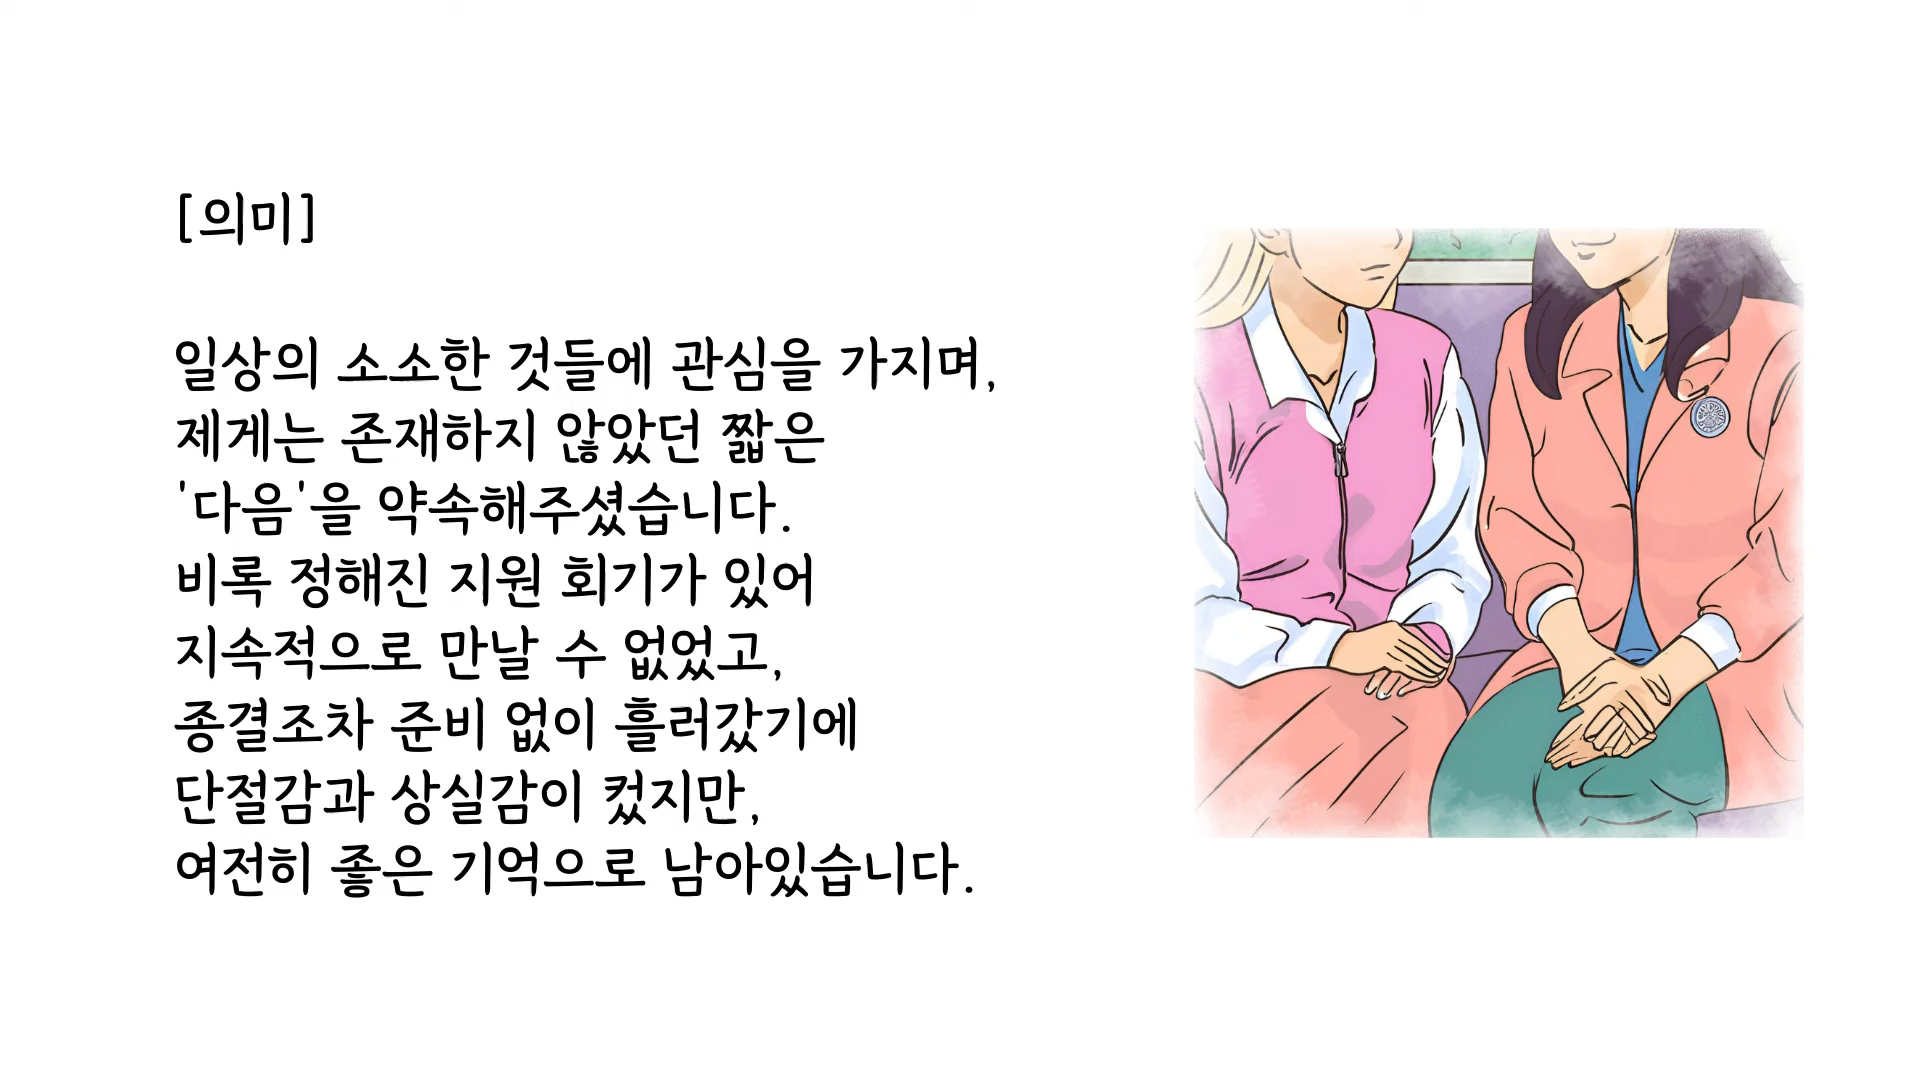 [의미]
일상의 소소한 것들에 관심을 가지며,
제게는 존재하지 않았던 짧은
'다음'을 약속해주셨습니다.
비록 정해진 지원 회기가 있어
지속적으로 만날 수 없었고,
종결조차 준비 없이 흘러갔기에
단절감과 상실감이 컸지만,
여전히 좋은 기억으로 남아있습니다.